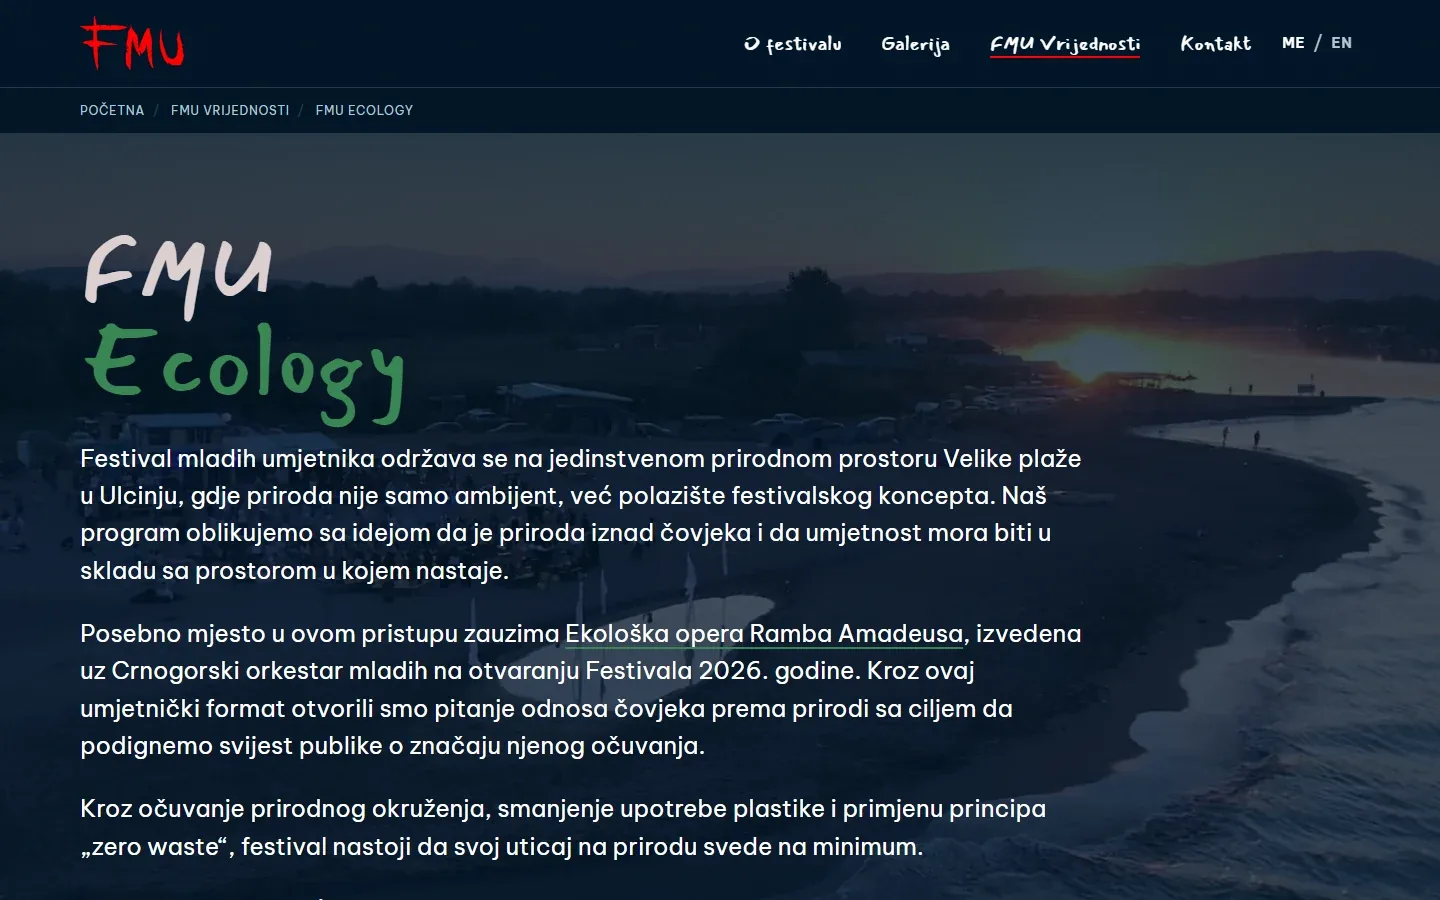 FMU
O festivalu
Galerija
FMU Vrijednosti
Kontakt
ME / EN
POČETNA / FMU VRIJEDNOSTI / FMU ECOLOGY
FMU
Ecology
Festival mladih umjetnika održava se na jedinstvenom prirodnom prostoru Velike plaže
u Ulcinju, gdje priroda nije samo ambijent, već polazište festivalskog koncepta. Naš
program oblikujemo sa idejom da je priroda iznad čovjeka i da umjetnost mora biti u
skladu sa prostorom u kojem nastaje.
Posebno mjesto u ovom pristupu zauzima Ekološka opera Ramba Amadeusa, izvedena
uz Crnogorski orkestar mladih na otvaranju Festivala 2026. godine. Kroz ovaj
umjetnički format otvorili smo pitanje odnosa čovjeka prema prirodi sa ciljem da
podignemo svijest publike o značaju njenog očuvanja.
Kroz očuvanje prirodnog okruženja, smanjenje upotrebe plastike i primjenu principa
„zero waste“, festival nastoji da svoj uticaj na prirodu svede na minimum.